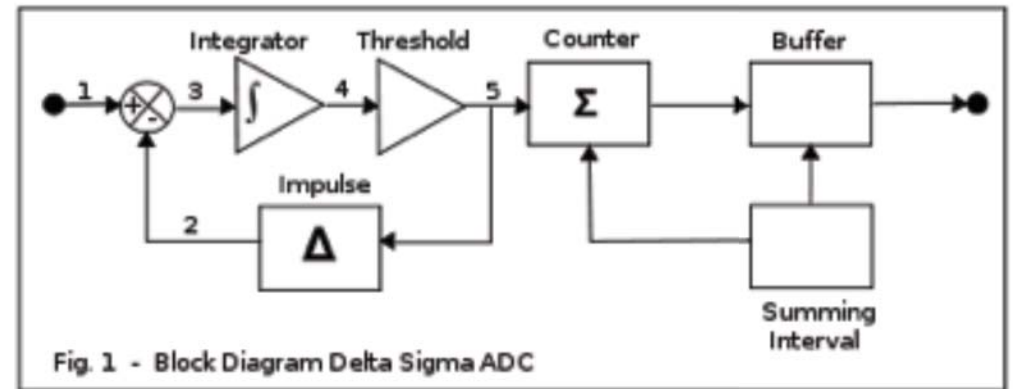 Integrator
Threshold
Counter
Buffer
1
+
-
3
∫
4
5
Σ
Impulse
2
Δ
Summing
Interval
Fig. 1 - Block Diagram Delta Sigma ADC